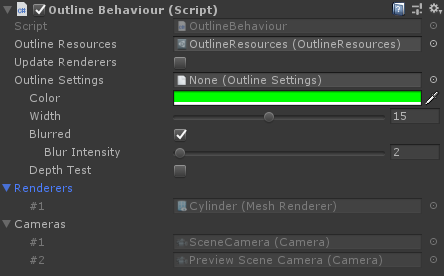 Outline Behaviour (Script)
Script OutlineBehaviour
Outline Resources OutlineResources (OutlineResources)
Update Renderers
Outline Settings None (Outline Settings)
Color
Width 15
Blurred
Blur Intensity 2
Depth Test
Renderers
#1 Cylinder (Mesh Renderer)
Cameras
#1 SceneCamera (Camera)
#2 Preview Scene Camera (Camera)